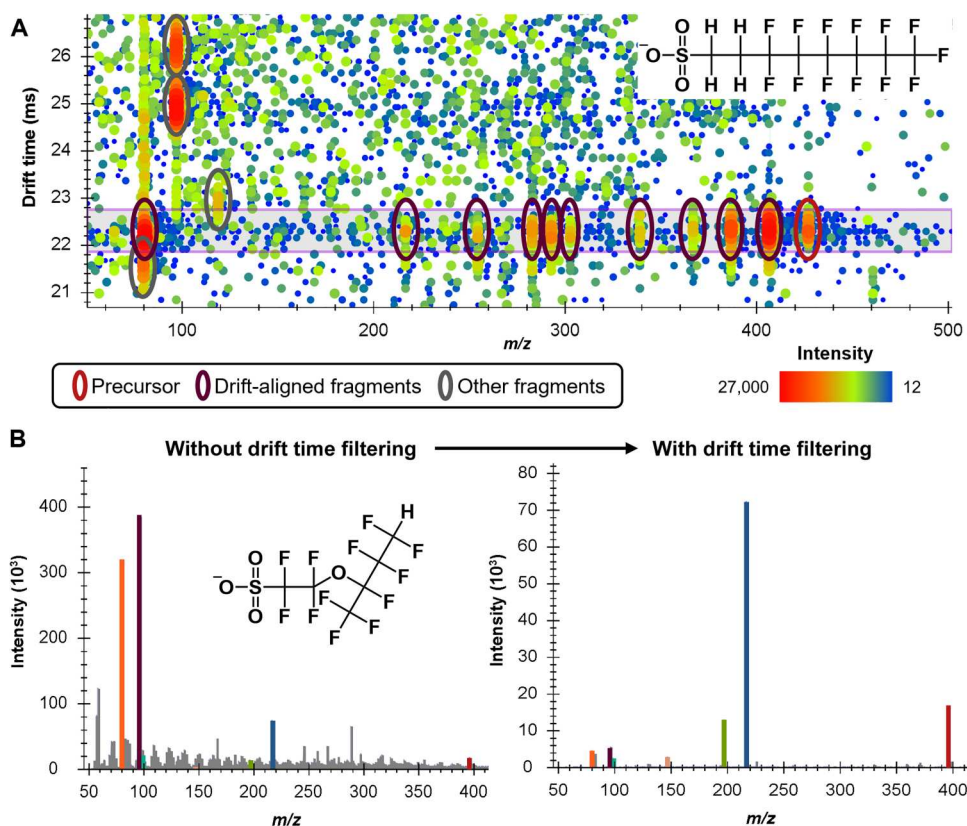 A
Drift time (ms)
26
25
24
23
22
21
100
200
300
400
500
m/z
O H H F F F F F F
⁻O S F
O H H F F F F F F
Precursor
Drift-aligned fragments
Other fragments
Intensity
27,000
12
B
Without drift time filtering
With drift time filtering
Intensity (10³)
400
300
200
100
0
50 100 150 200 250 300 350 400
m/z
F H
F
O F F F F
⁻O S O F
O F F F F F
F F
F
Intensity (10³)
80
70
60
50
40
30
20
10
0
50 100 150 200 250 300 350 400
m/z